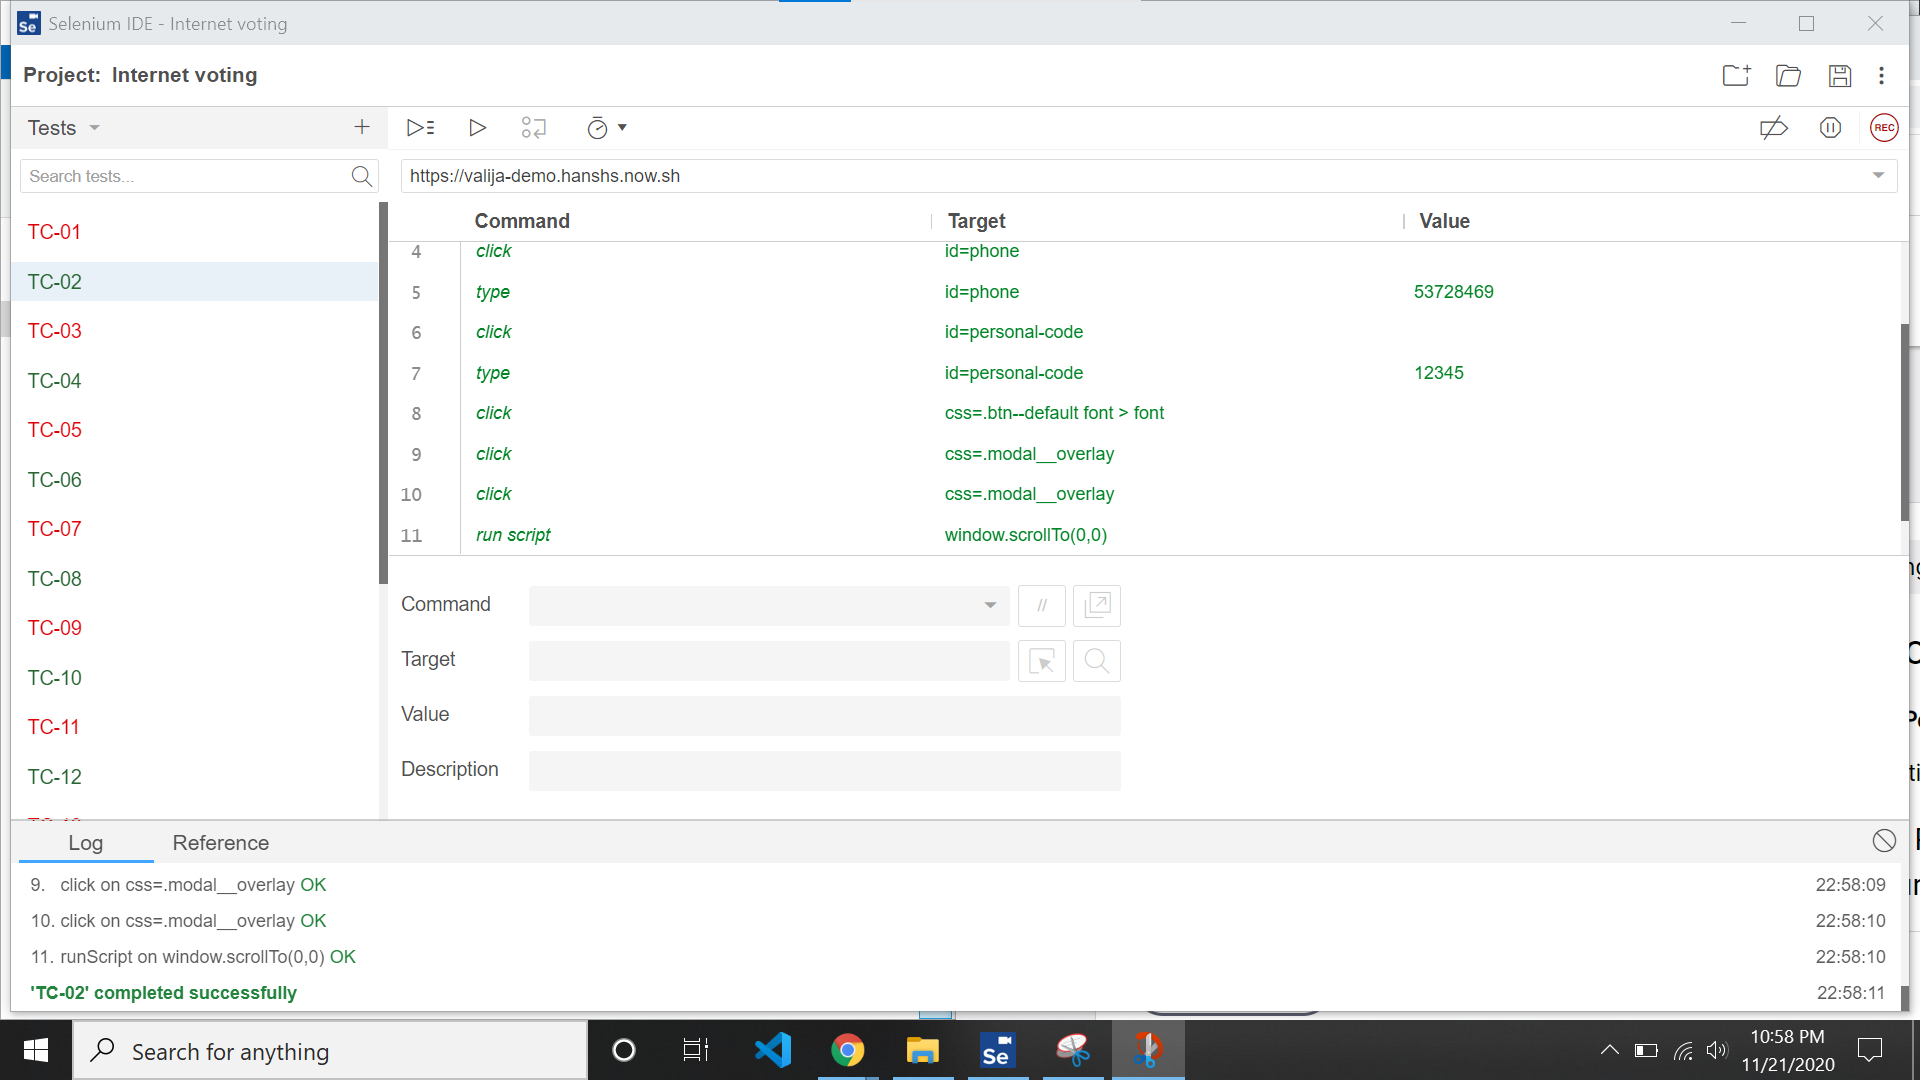 Selenium IDE - Internet voting
Project: Internet voting
Tests
REC
Search tests...
https://valija-demo.hanshs.now.sh
Command Target Value
TC-01
TC-02
TC-03
TC-04
TC-05
TC-06
TC-07
TC-08
TC-09
TC-10
TC-11
TC-12
4 click id=phone
5 type id=phone 53728469
6 click id=personal-code
7 type id=personal-code 12345
8 click css=.btn--default font > font
9 click css=.modal__overlay
10 click css=.modal__overlay
11 run script window.scrollTo(0,0)
Command //
Target
Value
Description
Log Reference
9. click on css=.modal__overlay OK 22:58:09
10. click on css=.modal__overlay OK 22:58:10
11. runScript on window.scrollTo(0,0) OK 22:58:10
'TC-02' completed successfully 22:58:11
Search for anything
Se
10:58 PM
11/21/2020